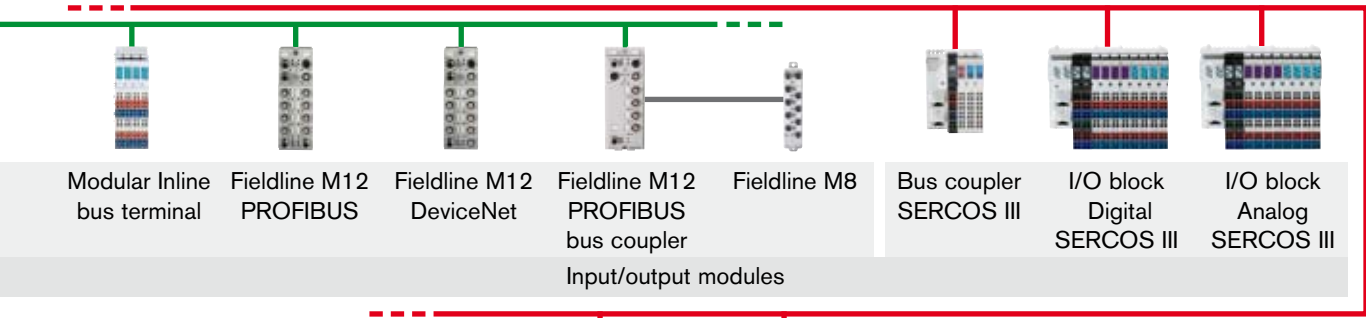 Modular Inline
bus terminal
Fieldline M12
PROFIBUS
Fieldline M12
DeviceNet
Fieldline M12
PROFIBUS
bus coupler
Fieldline M8
Bus coupler
SERCOS III
I/O block
Digital
SERCOS III
I/O block
Analog
SERCOS III
Input/output modules